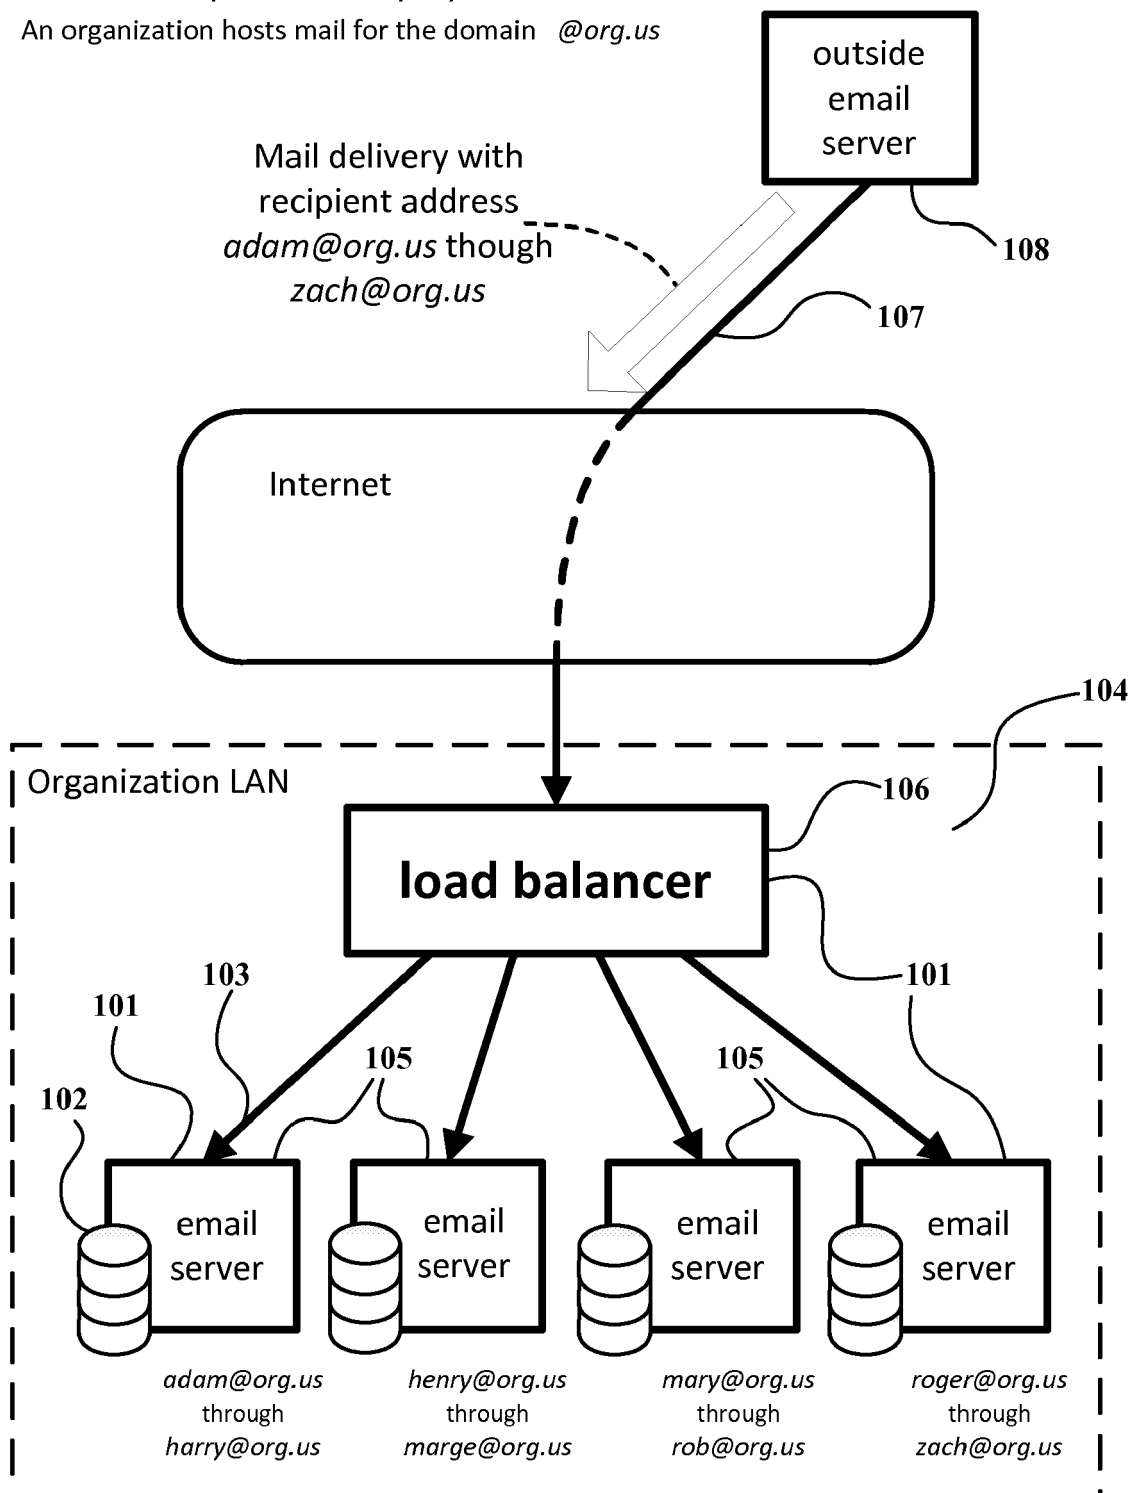 An organization hosts mail for the domain @org.us
outside
email
server
Mail delivery with
recipient address
adam@org.us though
zach@org.us
108
107
Internet
104
Organization LAN
106
load balancer
103
101
101
105
105
102
email
server
email
server
email
server
email
server
adam@org.us
through
harry@org.us
henry@org.us
through
marge@org.us
mary@org.us
through
rob@org.us
roger@org.us
through
zach@org.us